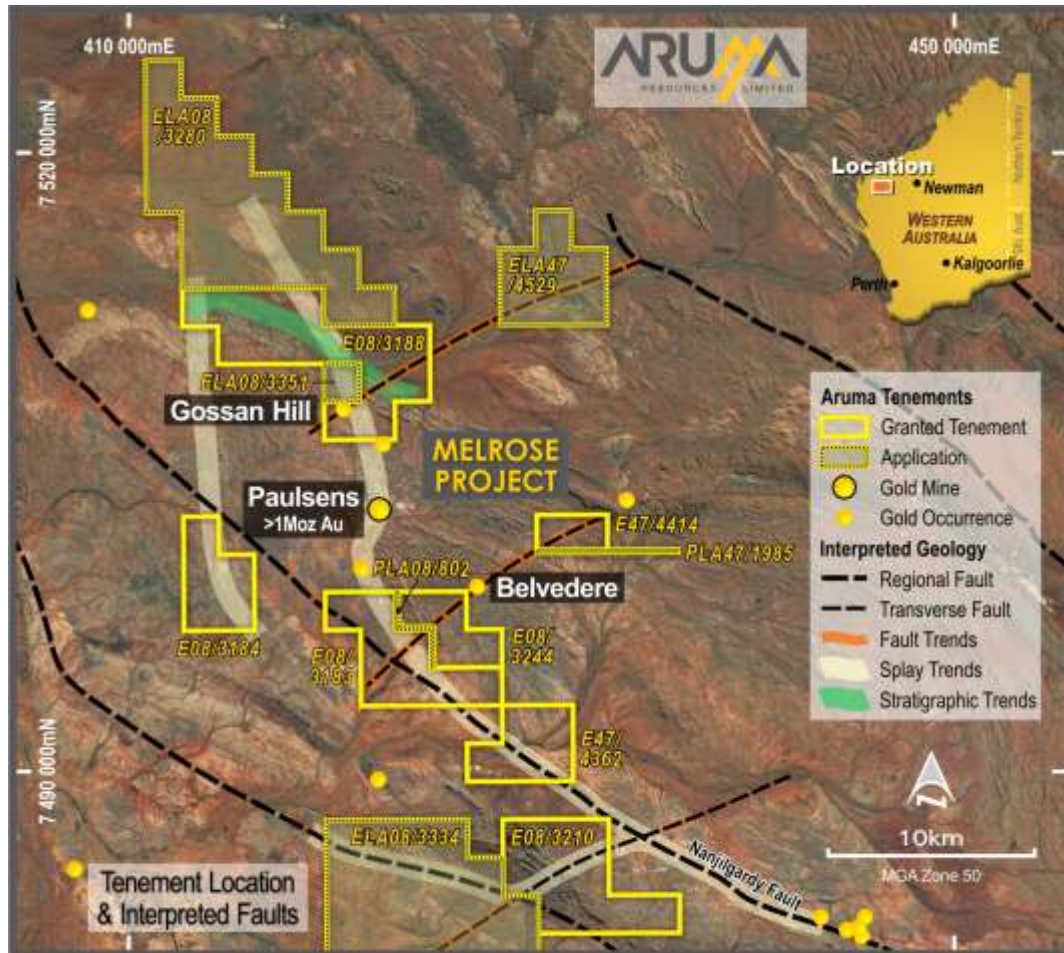 410 000mE
450 000mE
ARUMA
RESOURCES LIMITED
7 520 000mN
7 490 000mN
ELA08
/3280
ELA47
/4529
E08/3188
ELA08/3351
Gossan Hill
MELROSE
PROJECT
Paulsens
>1Moz Au
E47/4414
PLA47/1985
PLA08/802
Belvedere
E08/3184
E08/
3183
E08/
3244
E47/
4362
ELA08/3334
E08/3210
Nanjilgardy Fault
Tenement Location
& Interpreted Faults
Location
Newman
WESTERN
AUSTRALIA
Kalgoorlie
Perth
Northern Territory
Sth Aust
Aruma Tenements
Granted Tenement
Application
Gold Mine
Gold Occurrence
Interpreted Geology
Regional Fault
Transverse Fault
Fault Trends
Splay Trends
Stratigraphic Trends
N
10km
MGA Zone 50